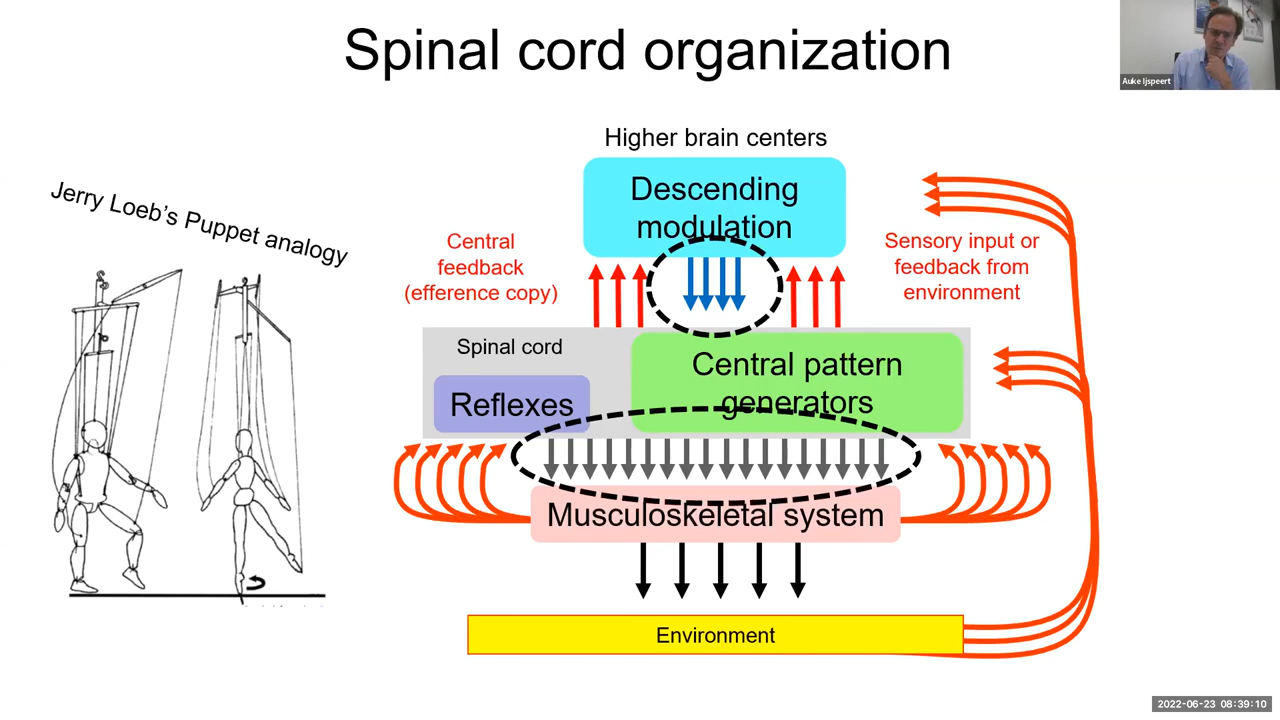 Spinal cord organization
Auke Ijspeert
Jerry Loeb's Puppet analogy
Higher brain centers
Descending
modulation
Central
feedback
(efference copy)
Sensory input or
feedback from
environment
Spinal cord
Reflexes
Central pattern
generators
Musculoskeletal system
Environment
2022-06-23 08:39:10